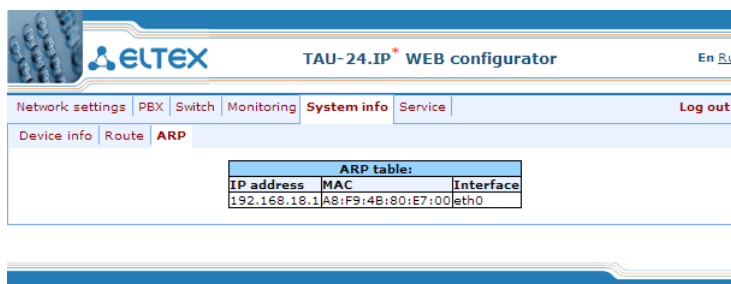 ELTEX
TAU-24.IP* WEB configurator
En Ru
Network settings PBX Switch Monitoring System info Service Log out
Device info Route ARP
ARP table:
IP address MAC Interface
192.168.18.1 A8:F9:4B:80:E7:00 eth0